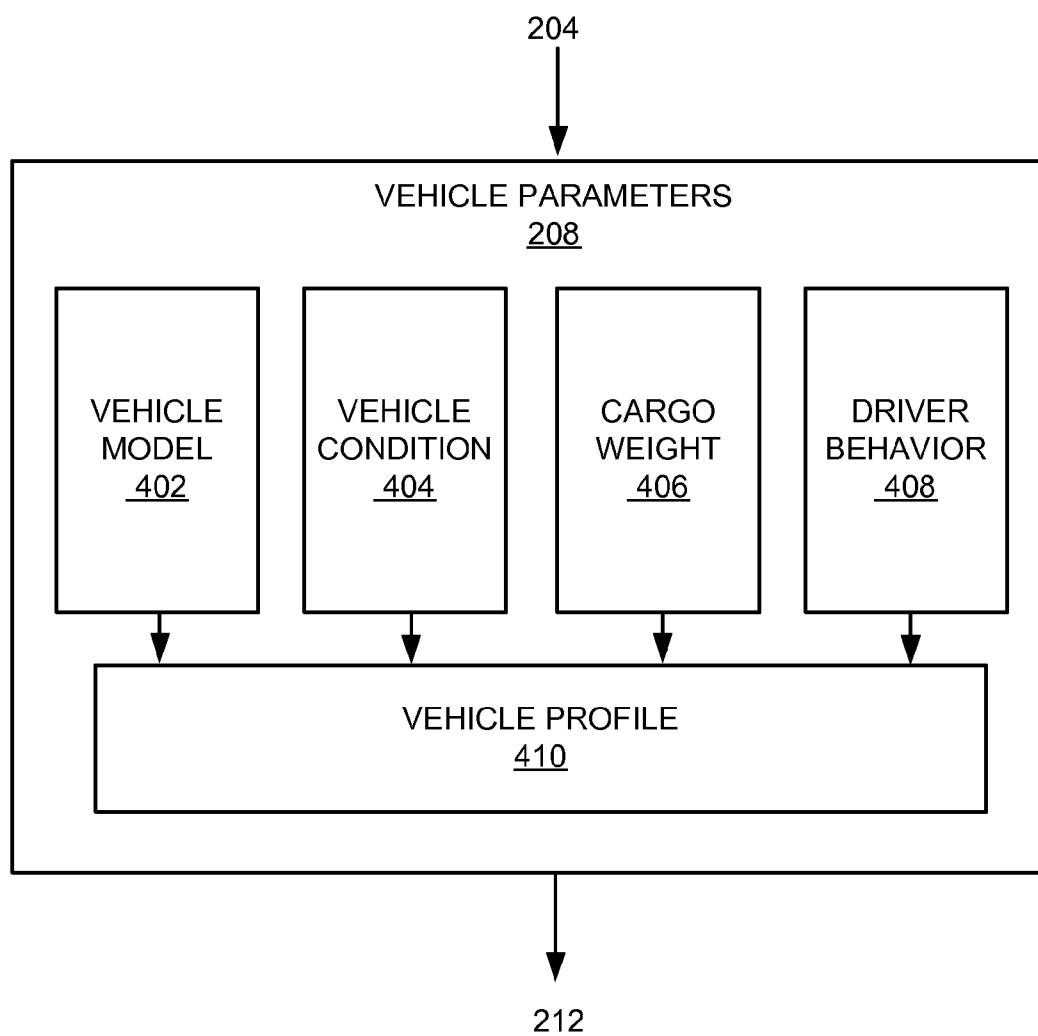 204
VEHICLE PARAMETERS
208
VEHICLE
MODEL
402
VEHICLE
CONDITION
404
CARGO
WEIGHT
406
DRIVER
BEHAVIOR
408
VEHICLE PROFILE
410
212